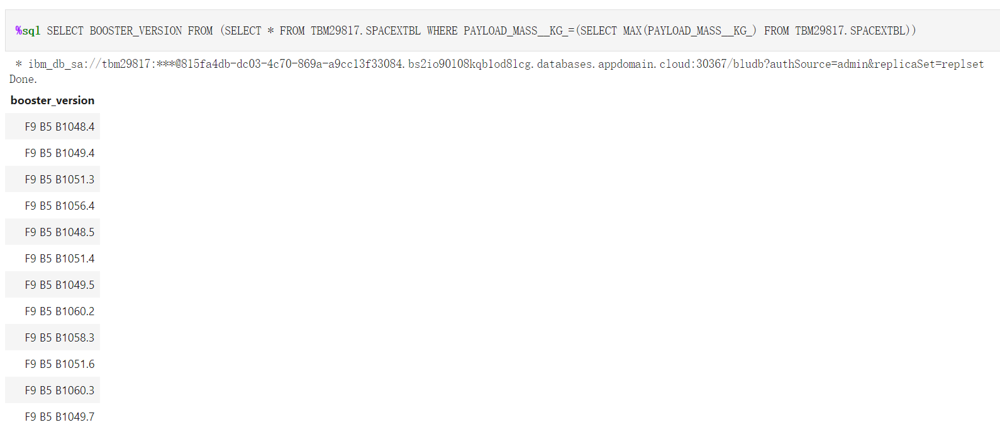 %sql SELECT BOOSTER_VERSION FROM (SELECT * FROM TBM29817.SPACEXTBL WHERE PAYLOAD_MASS__KG_=(SELECT MAX(PAYLOAD_MASS__KG_) FROM TBM29817.SPACEXTBL))
* ibm_db_sa://tbm29817:***@815fa4db-dc03-4c70-869a-a9cc13f33084.bs2io90l08kqb1od8lcg.databases.appdomain.cloud:30367/bludb?authSource=admin&replicaSet=replset
Done.
booster_version
F9 B5 B1048.4
F9 B5 B1049.4
F9 B5 B1051.3
F9 B5 B1056.4
F9 B5 B1048.5
F9 B5 B1051.4
F9 B5 B1049.5
F9 B5 B1060.2
F9 B5 B1058.3
F9 B5 B1051.6
F9 B5 B1060.3
F9 B5 B1049.7